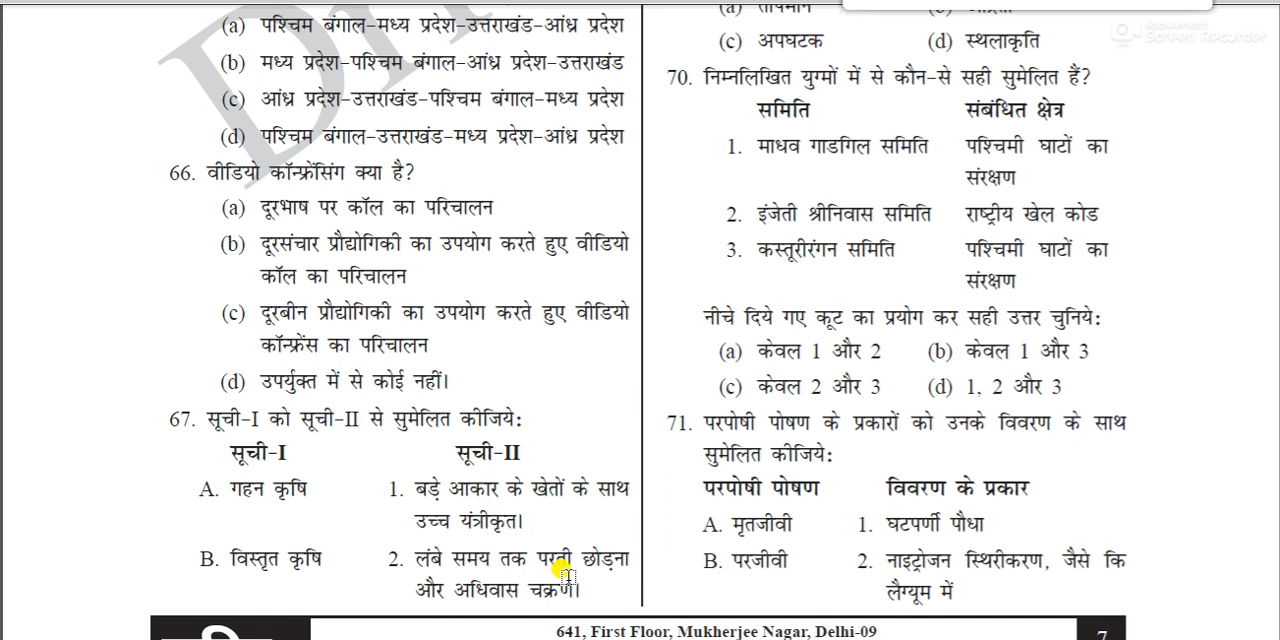 (a) पश्चिम बंगाल–मध्य प्रदेश–उत्तराखंड–आंध्र प्रदेश
(b) मध्य प्रदेश–पश्चिम बंगाल–आंध्र प्रदेश–उत्तराखंड
(c) आंध्र प्रदेश–उत्तराखंड–पश्चिम बंगाल–मध्य प्रदेश
(d) पश्चिम बंगाल–उत्तराखंड–मध्य प्रदेश–आंध्र प्रदेश
66. वीडियो कॉन्फ्रेंसिंग क्या है?
(a) दूरभाष पर कॉल का परिचालन
(b) दूरसंचार प्रौद्योगिकी का उपयोग करते हुए वीडियो
कॉल का परिचालन
(c) दूरबीन प्रौद्योगिकी का उपयोग करते हुए वीडियो
कॉन्फ्रेंस का परिचालन
(d) उपर्युक्त में से कोई नहीं।
67. सूची-I को सूची-II से सुमेलित कीजिये:
सूची-I सूची-II
A. गहन कृषि 1. बड़े आकार के खेतों के साथ
उच्च यंत्रीकृत।
B. विस्तृत कृषि 2. लंबे समय तक परती छोड़ना
और अधिवास चक्रण।
(a) तापमान
(c) अपघटक (d) स्थलाकृति
70. निम्नलिखित युग्मों में से कौन-से सही सुमेलित हैं?
समिति संबंधित क्षेत्र
1. माधव गाडगिल समिति पश्चिमी घाटों का
संरक्षण
2. इंजेती श्रीनिवास समिति राष्ट्रीय खेल कोड
3. कस्तूरीरंगन समिति पश्चिमी घाटों का
संरक्षण
नीचे दिये गए कूट का प्रयोग कर सही उत्तर चुनिये:
(a) केवल 1 और 2 (b) केवल 1 और 3
(c) केवल 2 और 3 (d) 1, 2 और 3
71. परपोषी पोषण के प्रकारों को उनके विवरण के साथ
सुमेलित कीजिये:
परपोषी पोषण विवरण के प्रकार
A. मृतजीवी 1. घटपर्णी पौधा
B. परजीवी 2. नाइट्रोजन स्थिरीकरण, जैसे कि
लैग्यूम में
641, First Floor, Mukherjee Nagar, Delhi-09
7
Apowersoft
Screen Recorder